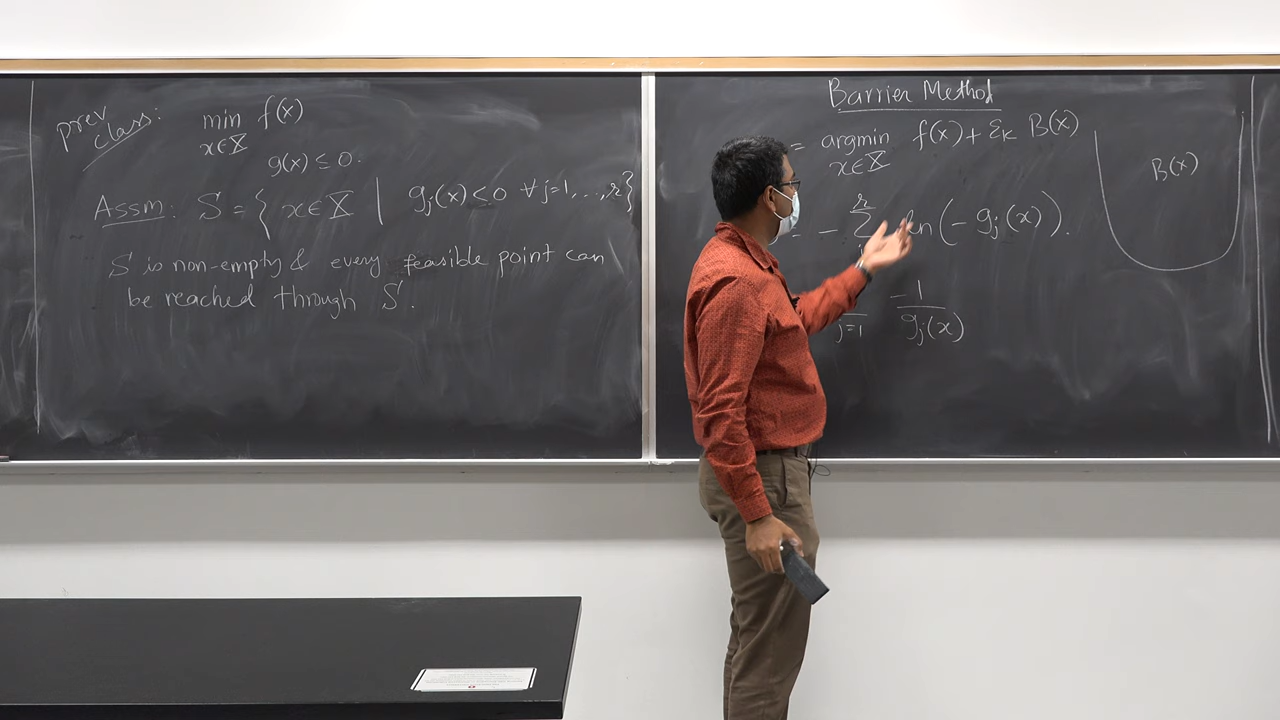 prev class: min f(x)
x∈X
g(x) ≤ 0.
Assm: S = { x∈X | gj(x) ≤ 0 ∀ j=1,...,r }
S is non-empty & every feasible point can
be reached through S.
Barrier Method
= argmin f(x) + εk B(x)
x∈X
= - r Σ ln(-gj(x)).
j=1 -1
gj(x)
B(x)